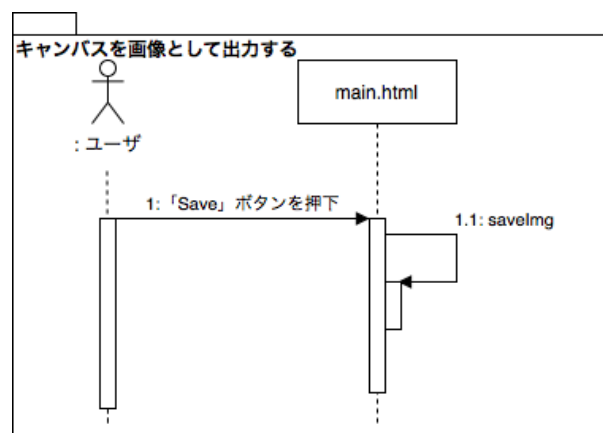 キャンバスを画像として出力する
main.html
: ユーザ
1:「Save」ボタンを押下
1.1: saveImg